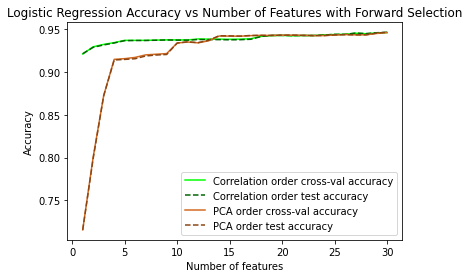 Logistic Regression Accuracy vs Number of Features with Forward Selection
0.95
0.90
0.85
0.80
0.75
Accuracy
Correlation order cross-val accuracy
Correlation order test accuracy
PCA order cross-val accuracy
PCA order test accuracy
0 5 10 15 20 25 30
Number of features